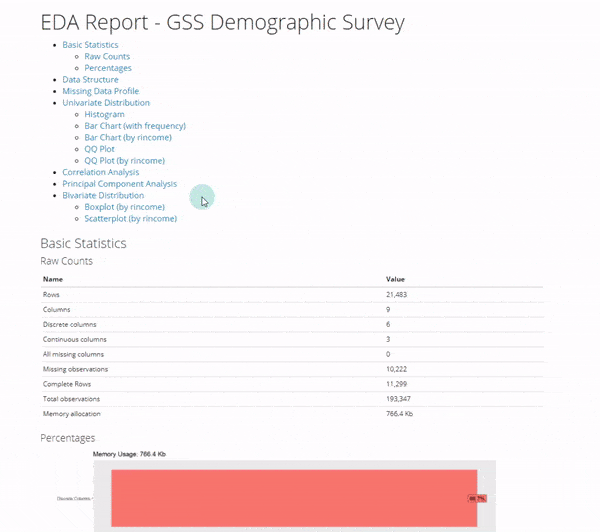 EDA Report - GSS Demographic Survey
Basic Statistics
Raw Counts
Percentages
Data Structure
Missing Data Profile
Univariate Distribution
Histogram
Bar Chart (with frequency)
Bar Chart (by rincome)
QQ Plot
QQ Plot (by rincome)
Correlation Analysis
Principal Component Analysis
Bivariate Distribution
Boxplot (by rincome)
Scatterplot (by rincome)
Basic Statistics
Raw Counts
Name Value
Rows 21,483
Columns 9
Discrete columns 6
Continuous columns 3
All missing columns 0
Missing observations 10,222
Complete Rows 11,299
Total observations 193,347
Memory allocation 766.4 Kb
Percentages
Memory Usage: 766.4 Kb
Discrete Columns